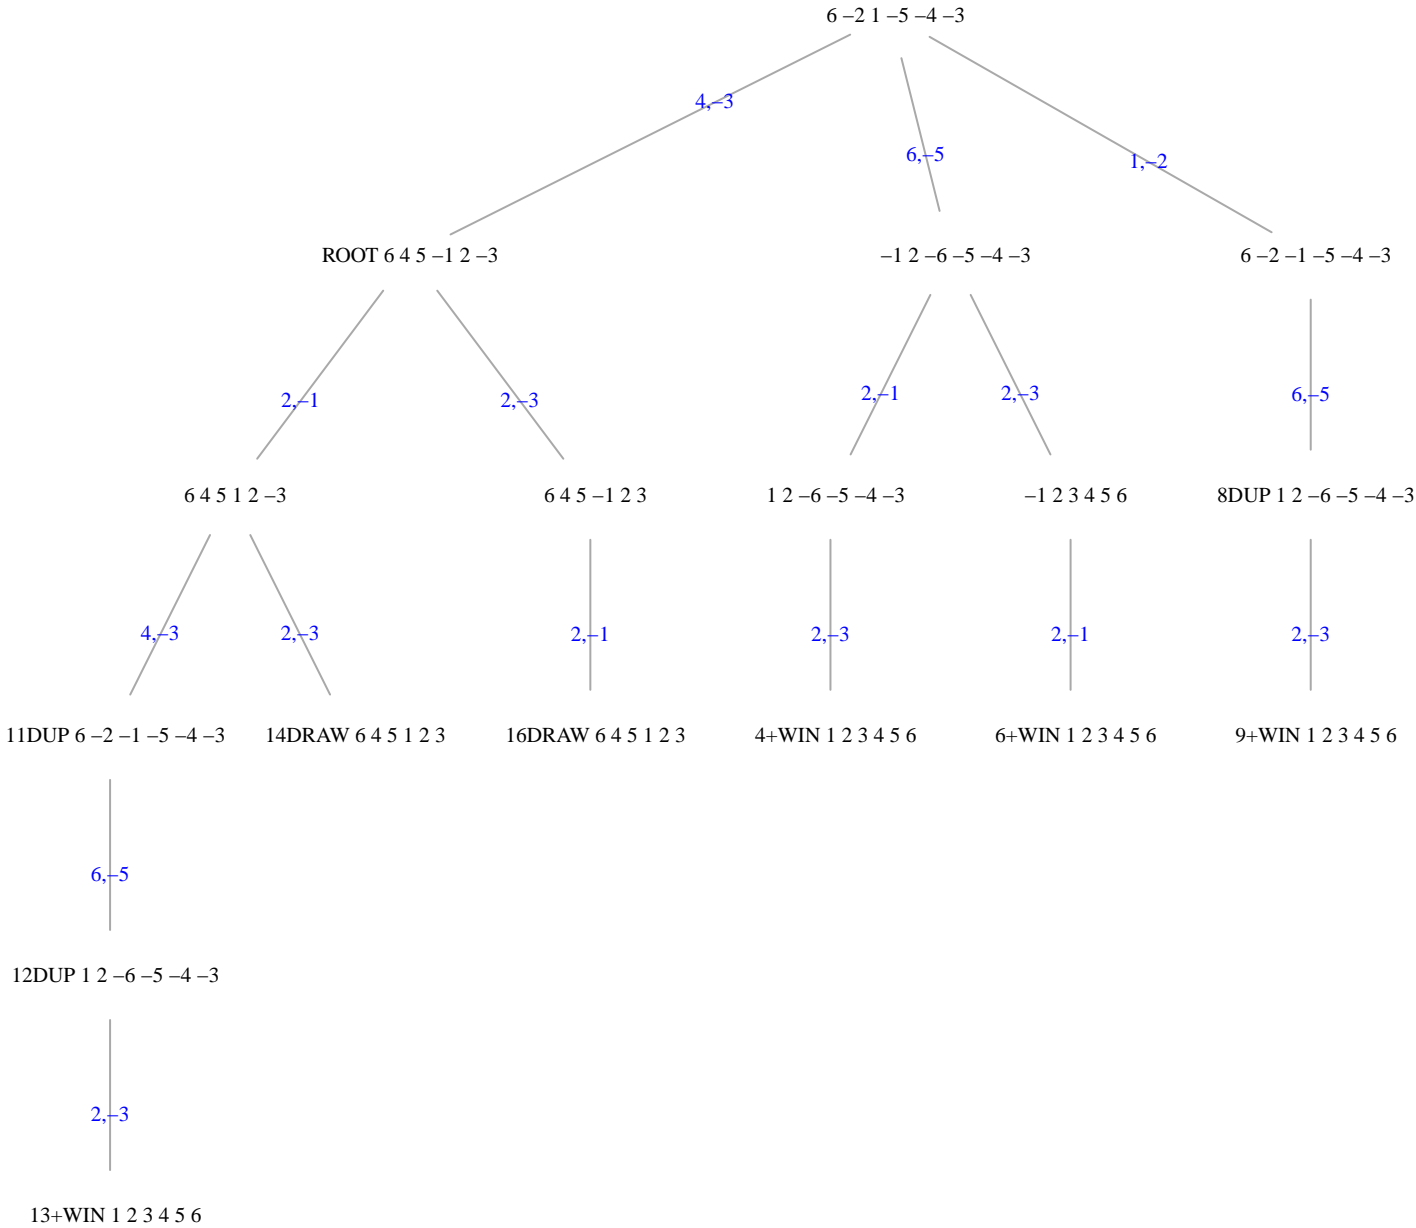 6 –2 1 –5 –4 –3
4,–3
6,–5
1,–2
ROOT 6 4 5 –1 2 –3
–1 2 –6 –5 –4 –3
6 –2 –1 –5 –4 –3
2,–1
2,–3
2,–1
2,–3
6,–5
6 4 5 1 2 –3
6 4 5 –1 2 3
1 2 –6 –5 –4 –3
–1 2 3 4 5 6
8DUP 1 2 –6 –5 –4 –3
4,–3
2,–3
2,–1
2,–3
2,–1
2,–3
11DUP 6 –2 –1 –5 –4 –3
14DRAW 6 4 5 1 2 3
16DRAW 6 4 5 1 2 3
4+WIN 1 2 3 4 5 6
6+WIN 1 2 3 4 5 6
9+WIN 1 2 3 4 5 6
6,–5
12DUP 1 2 –6 –5 –4 –3
2,–3
13+WIN 1 2 3 4 5 6